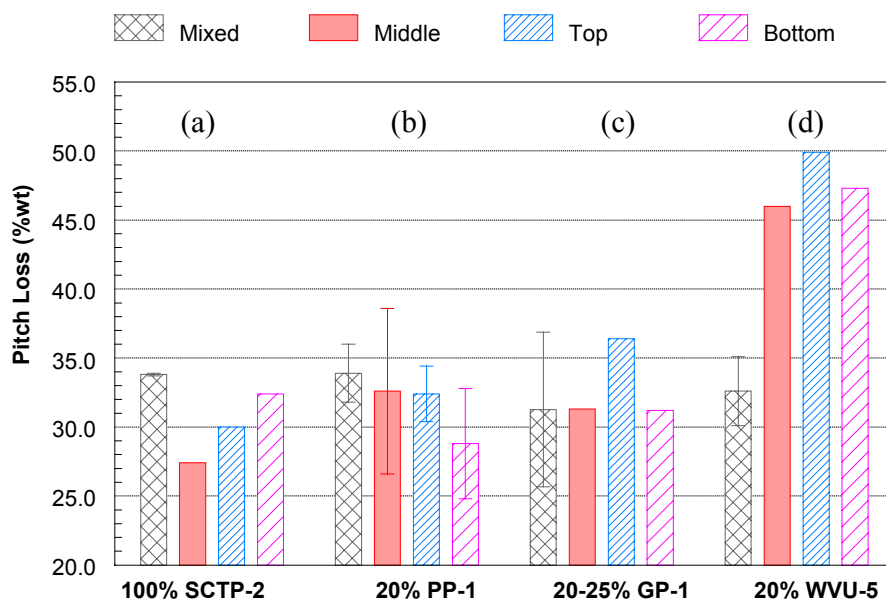 Mixed Middle Top Bottom
55.0
(a) (b) (c) (d)
50.0
45.0
40.0
35.0
30.0
25.0
20.0
Pitch Loss (%wt)
100% SCTP-2 20% PP-1 20-25% GP-1 20% WVU-5